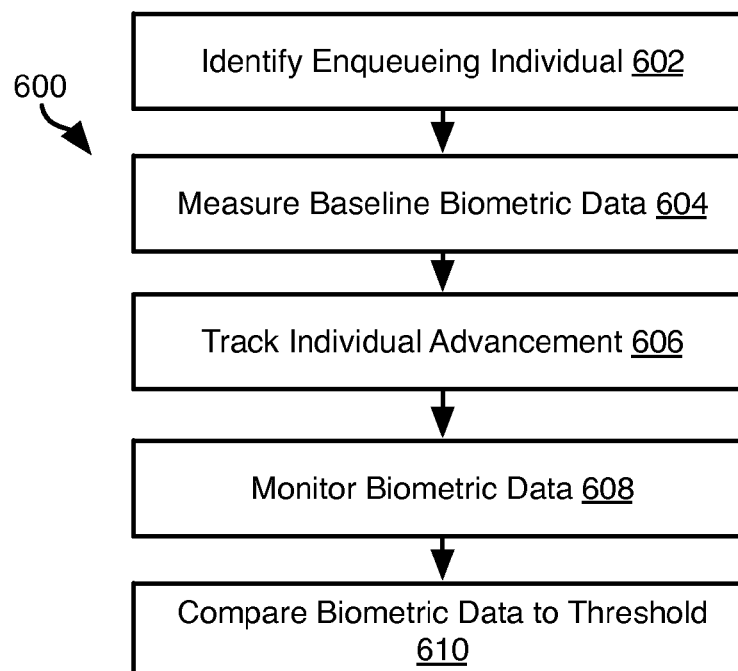 Identify Enqueueing Individual 602
600
Measure Baseline Biometric Data 604
Track Individual Advancement 606
Monitor Biometric Data 608
Compare Biometric Data to Threshold
610